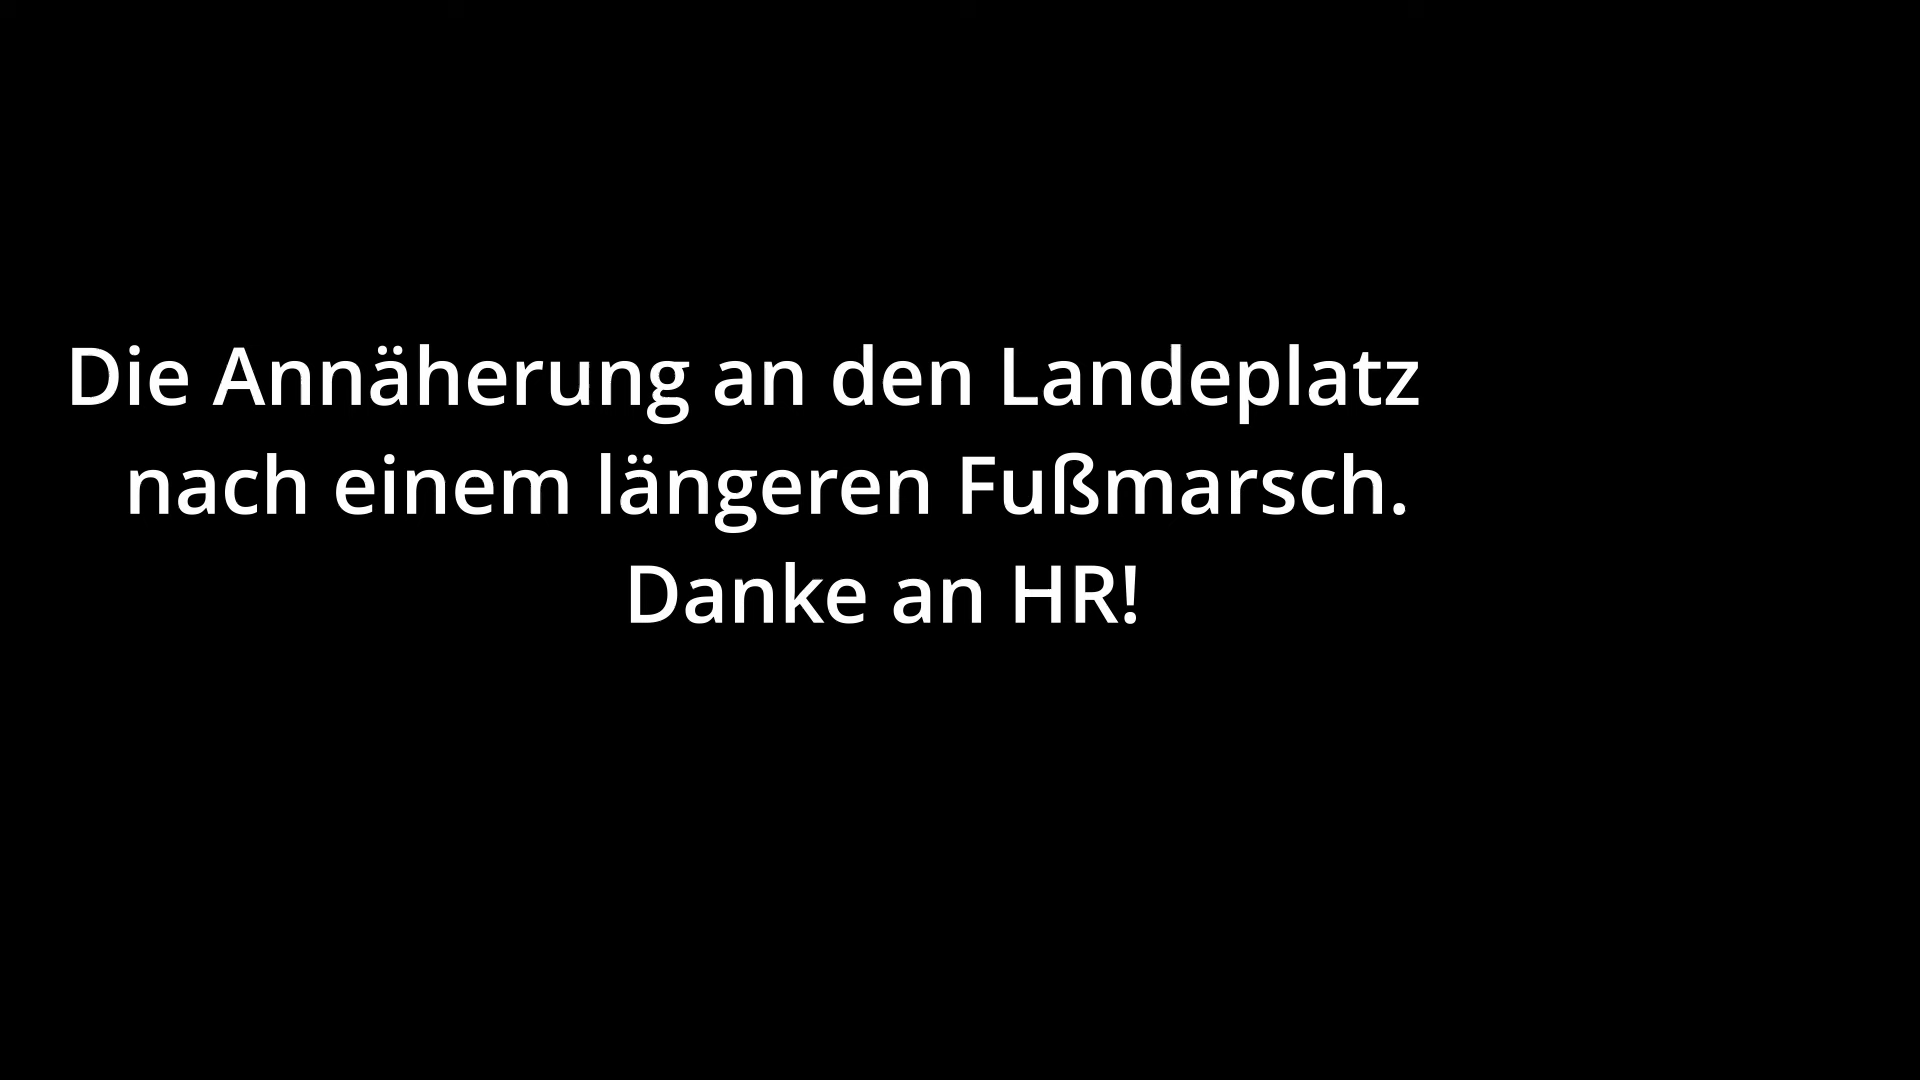 Die Annäherung an den Landeplatz
nach einem längeren Fußmarsch.
Danke an HR!